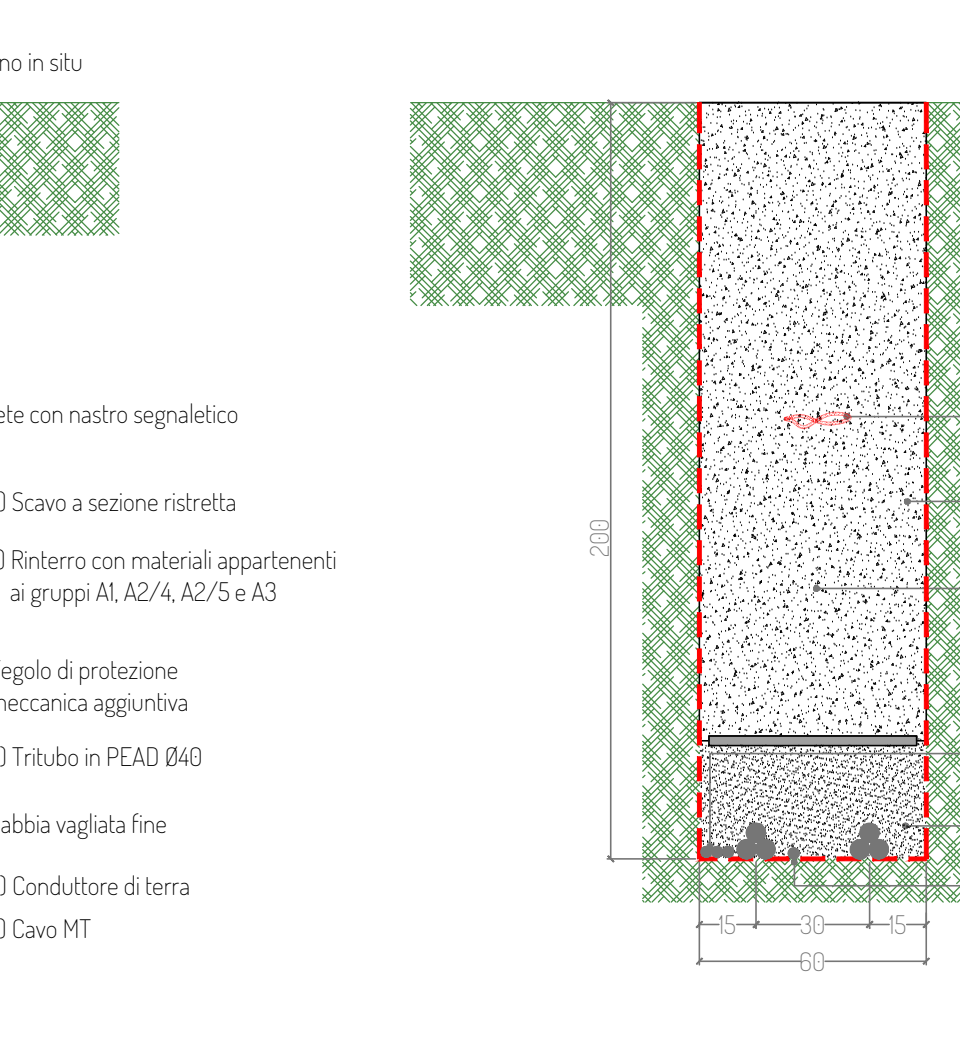 no in situ
ete con nastro segnaletico
Scavo a sezione ristretta
Rinterro con materiali appartenenti
ai gruppi A1, A2/4, A2/5 e A3
egolo di protezione
meccanica aggiuntiva
Tritubo in PEAD Ø40
abbia vagliata fine
Conduttore di terra
Cavo MT
200
15 30 15
60